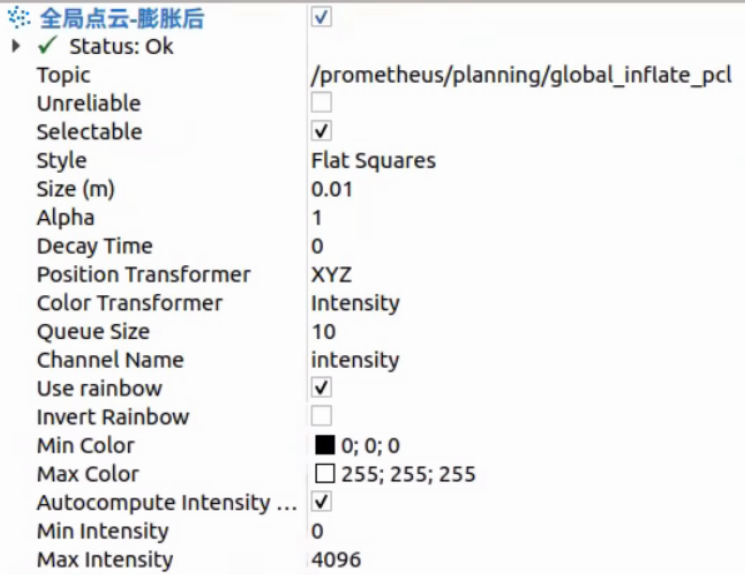 全局点云-膨胀后
Status: Ok
Topic /prometheus/planning/global_inflate_pcl
Unreliable
Selectable
Style Flat Squares
Size (m) 0.01
Alpha 1
Decay Time 0
Position Transformer XYZ
Color Transformer Intensity
Queue Size 10
Channel Name intensity
Use rainbow
Invert Rainbow
Min Color 0; 0; 0
Max Color 255; 255; 255
Autocompute Intensity ...
Min Intensity 0
Max Intensity 4096